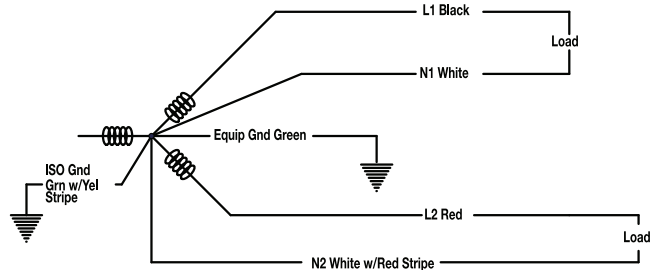 L1 Black
Load
N1 White
Equip Gnd Green
ISO Gnd
Grn w/Yel
Stripe
L2 Red
Load
N2 White w/Red Stripe